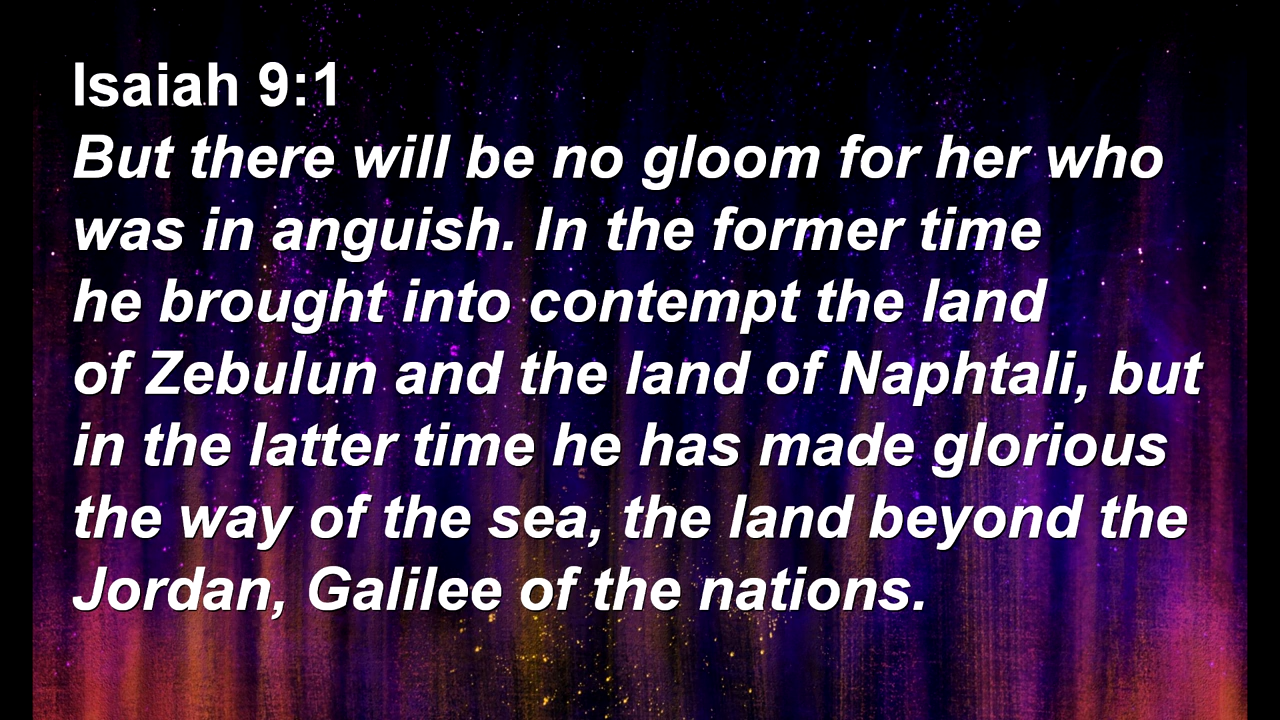 Isaiah 9:1
But there will be no gloom for her who
was in anguish. In the former time
he brought into contempt the land
of Zebulun and the land of Naphtali, but
in the latter time he has made glorious
the way of the sea, the land beyond the
Jordan, Galilee of the nations.